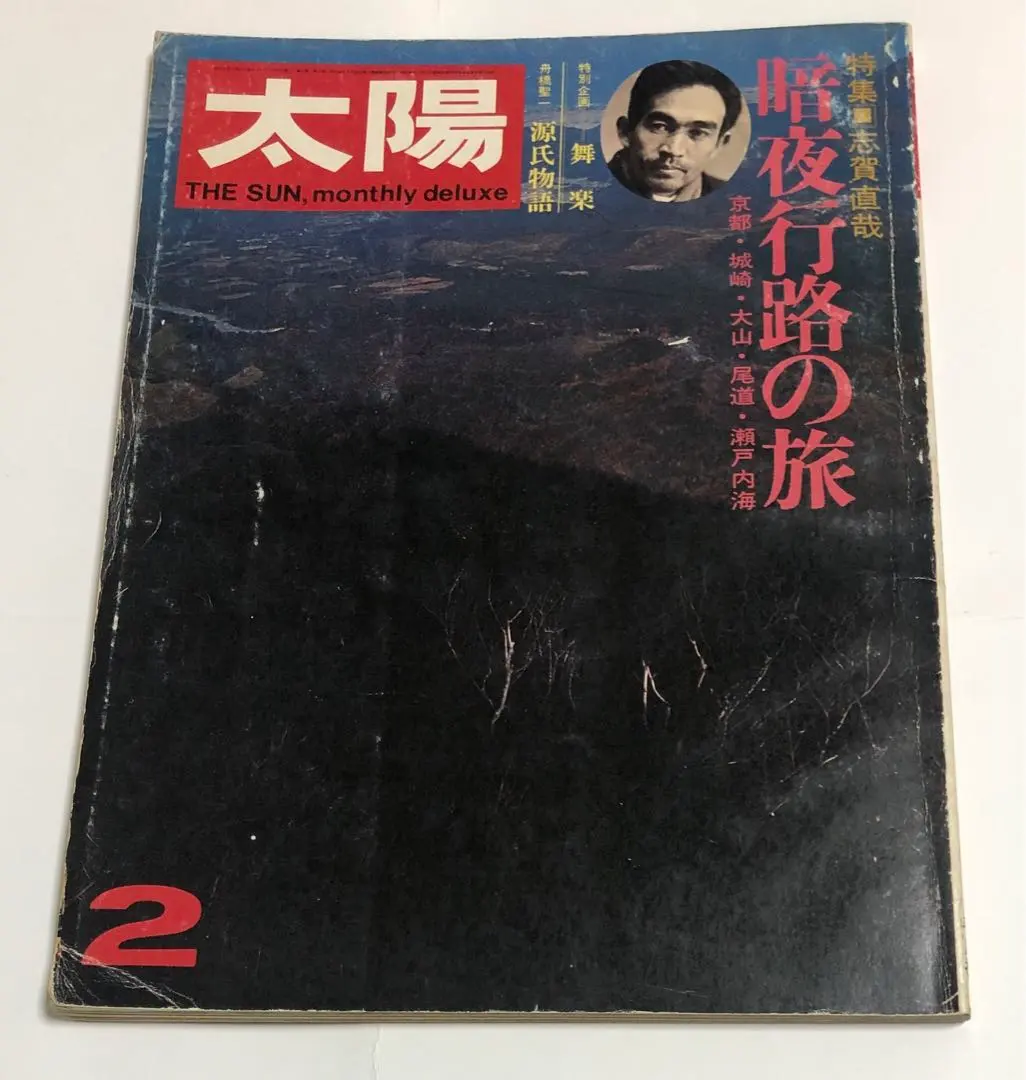 太陽
THE SUN, monthly deluxe
特集■志賀直哉
暗夜行路の旅
京都・城崎・大山・尾道・瀬戸内海
特別企画 舞楽
舟橋聖一 源氏物語
2